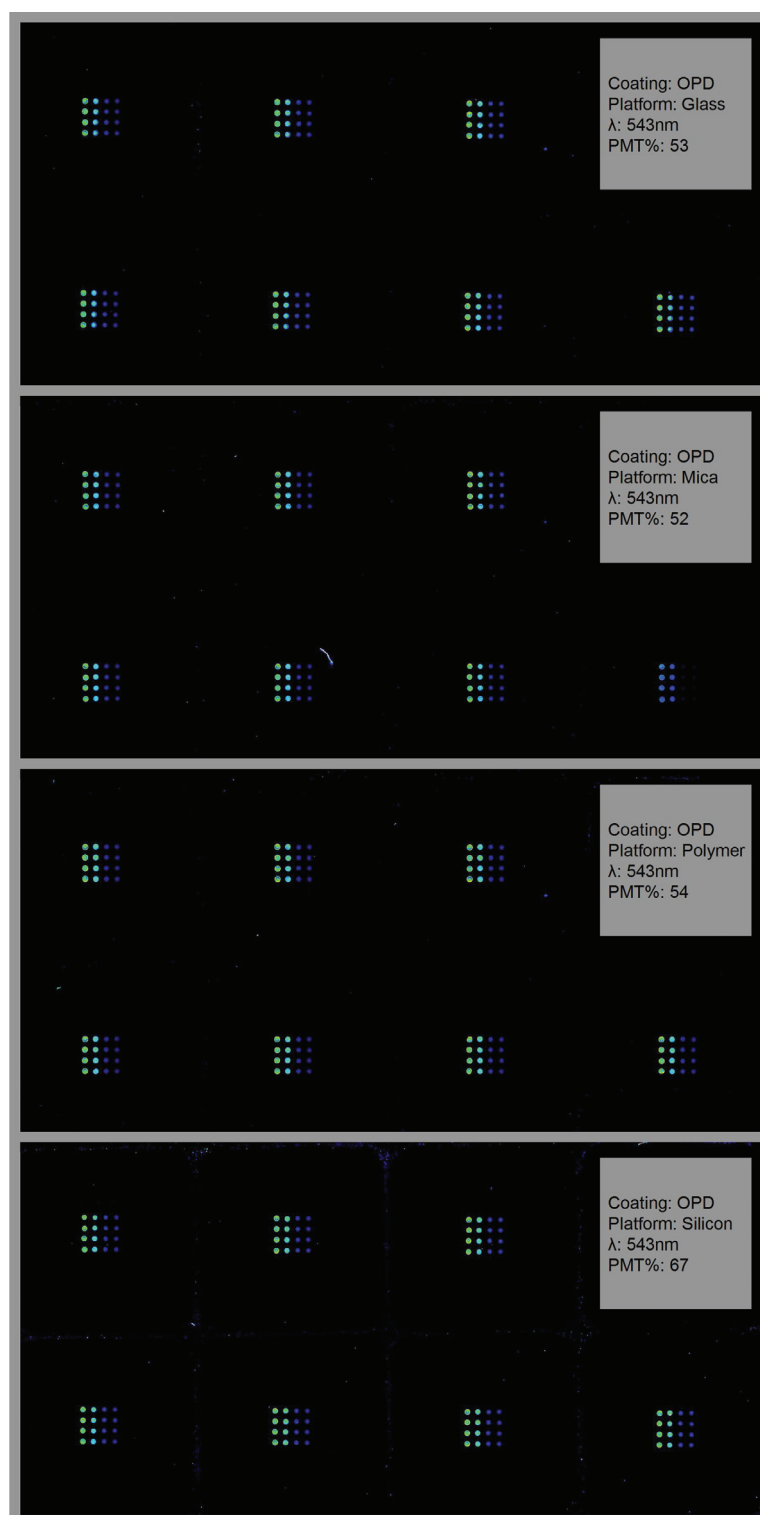 Coating: OPD
Platform: Glass
λ: 543nm
PMT%: 53
Coating: OPD
Platform: Mica
λ: 543nm
PMT%: 52
Coating: OPD
Platform: Polymer
λ: 543nm
PMT%: 54
Coating: OPD
Platform: Silicon
λ: 543nm
PMT%: 67